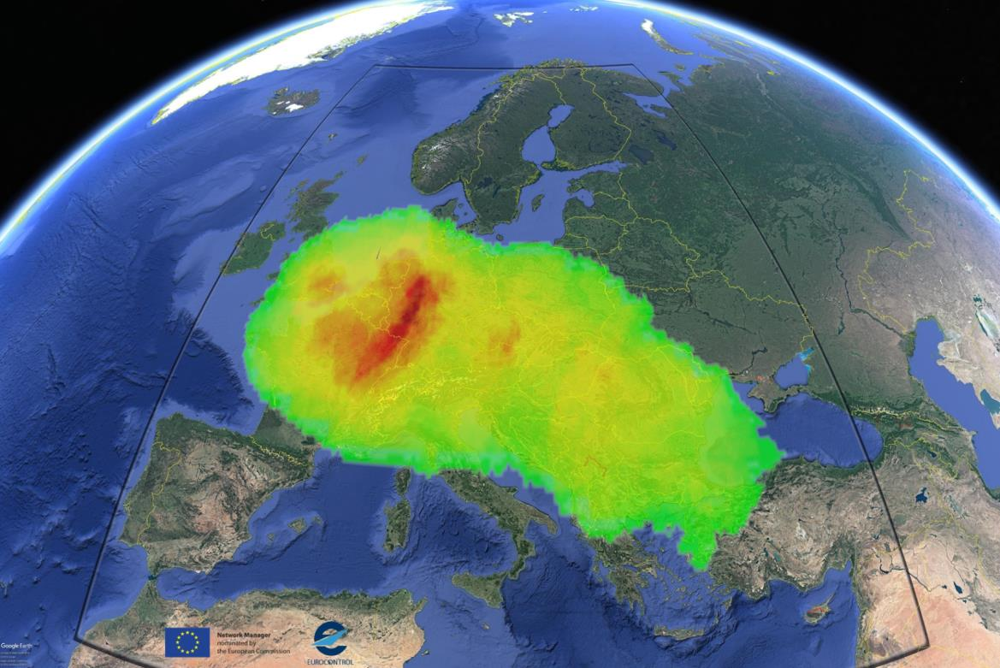 Google Earth
Network Manager
nominated by
the European Commission
EUROCONTROL